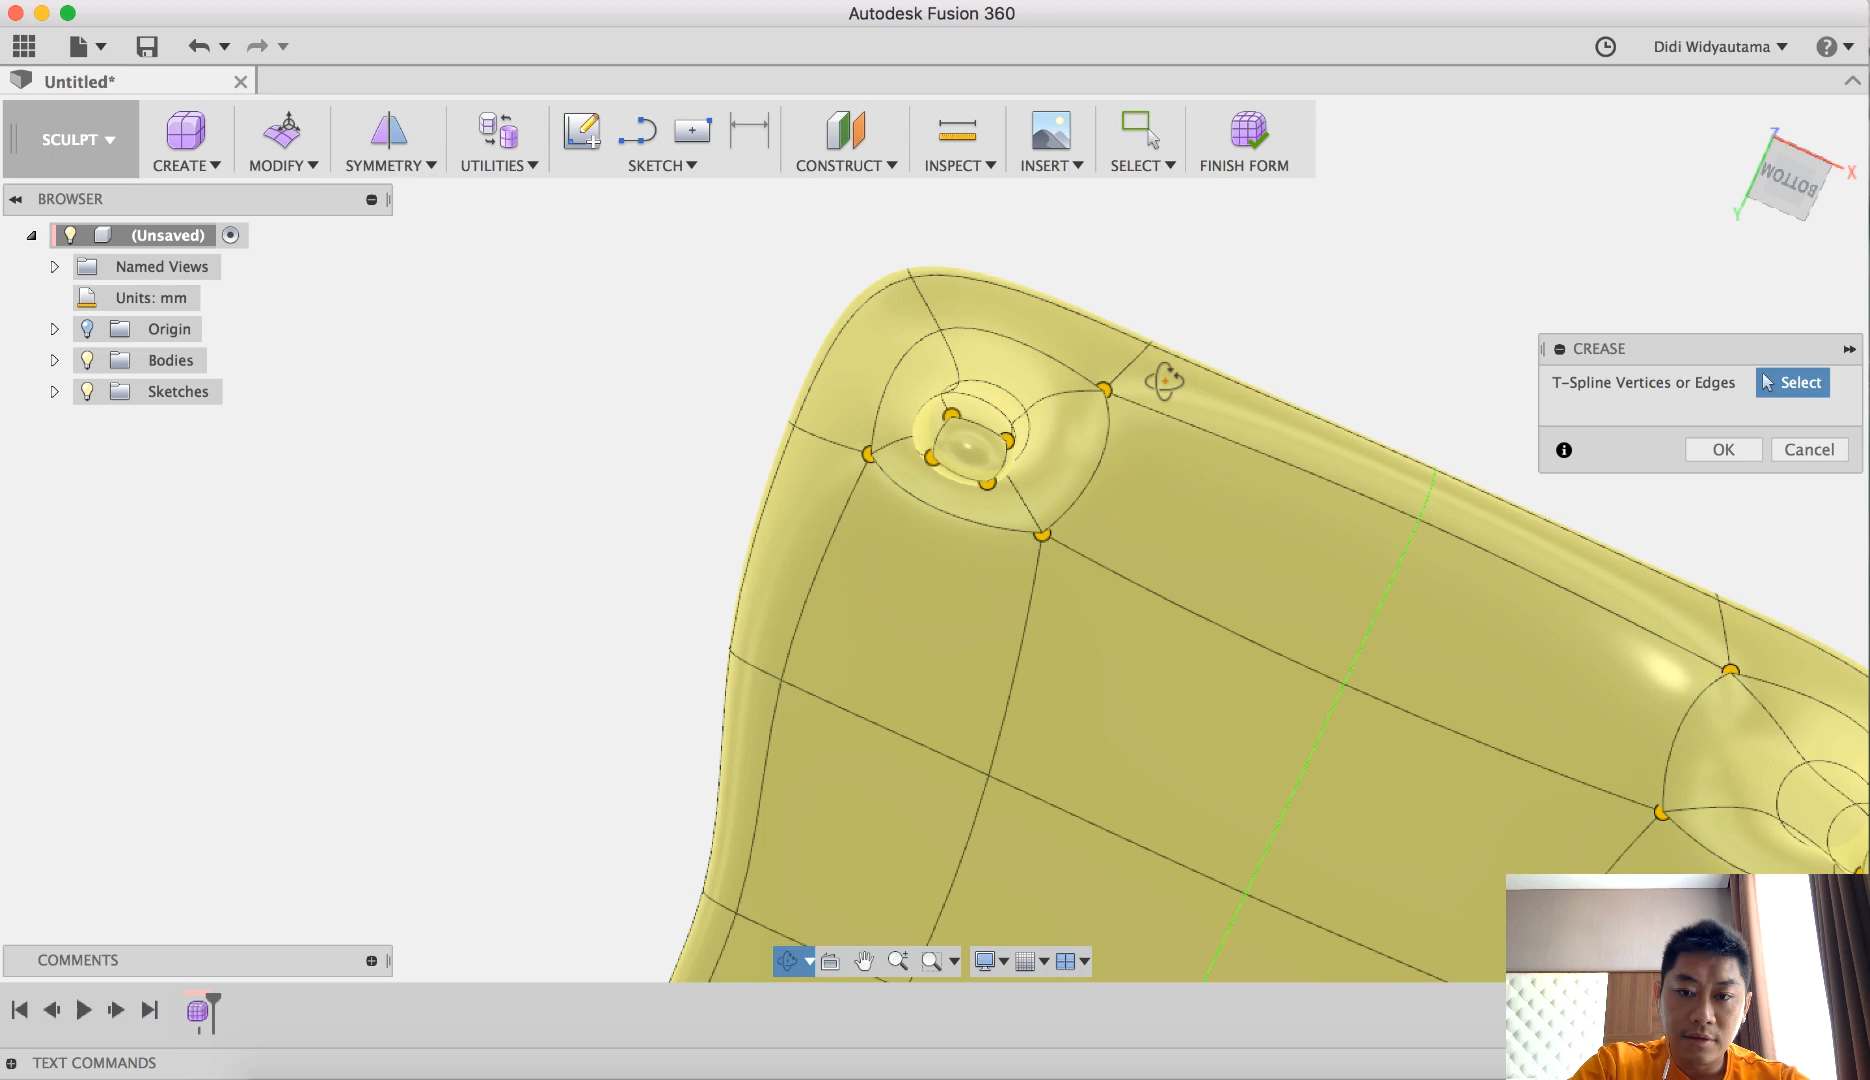 Autodesk Fusion 360
Didi Widyautama
Untitled*
SCULPT
CREATE
MODIFY
SYMMETRY
UTILITIES
SKETCH
CONSTRUCT
INSPECT
INSERT
SELECT
FINISH FORM
Z
BOTTOM
X
Y
BROWSER
(Unsaved)
Named Views
Units: mm
Origin
Bodies
Sketches
CREASE
T-Spline Vertices or Edges
Select
OK
Cancel
COMMENTS
TEXT COMMANDS